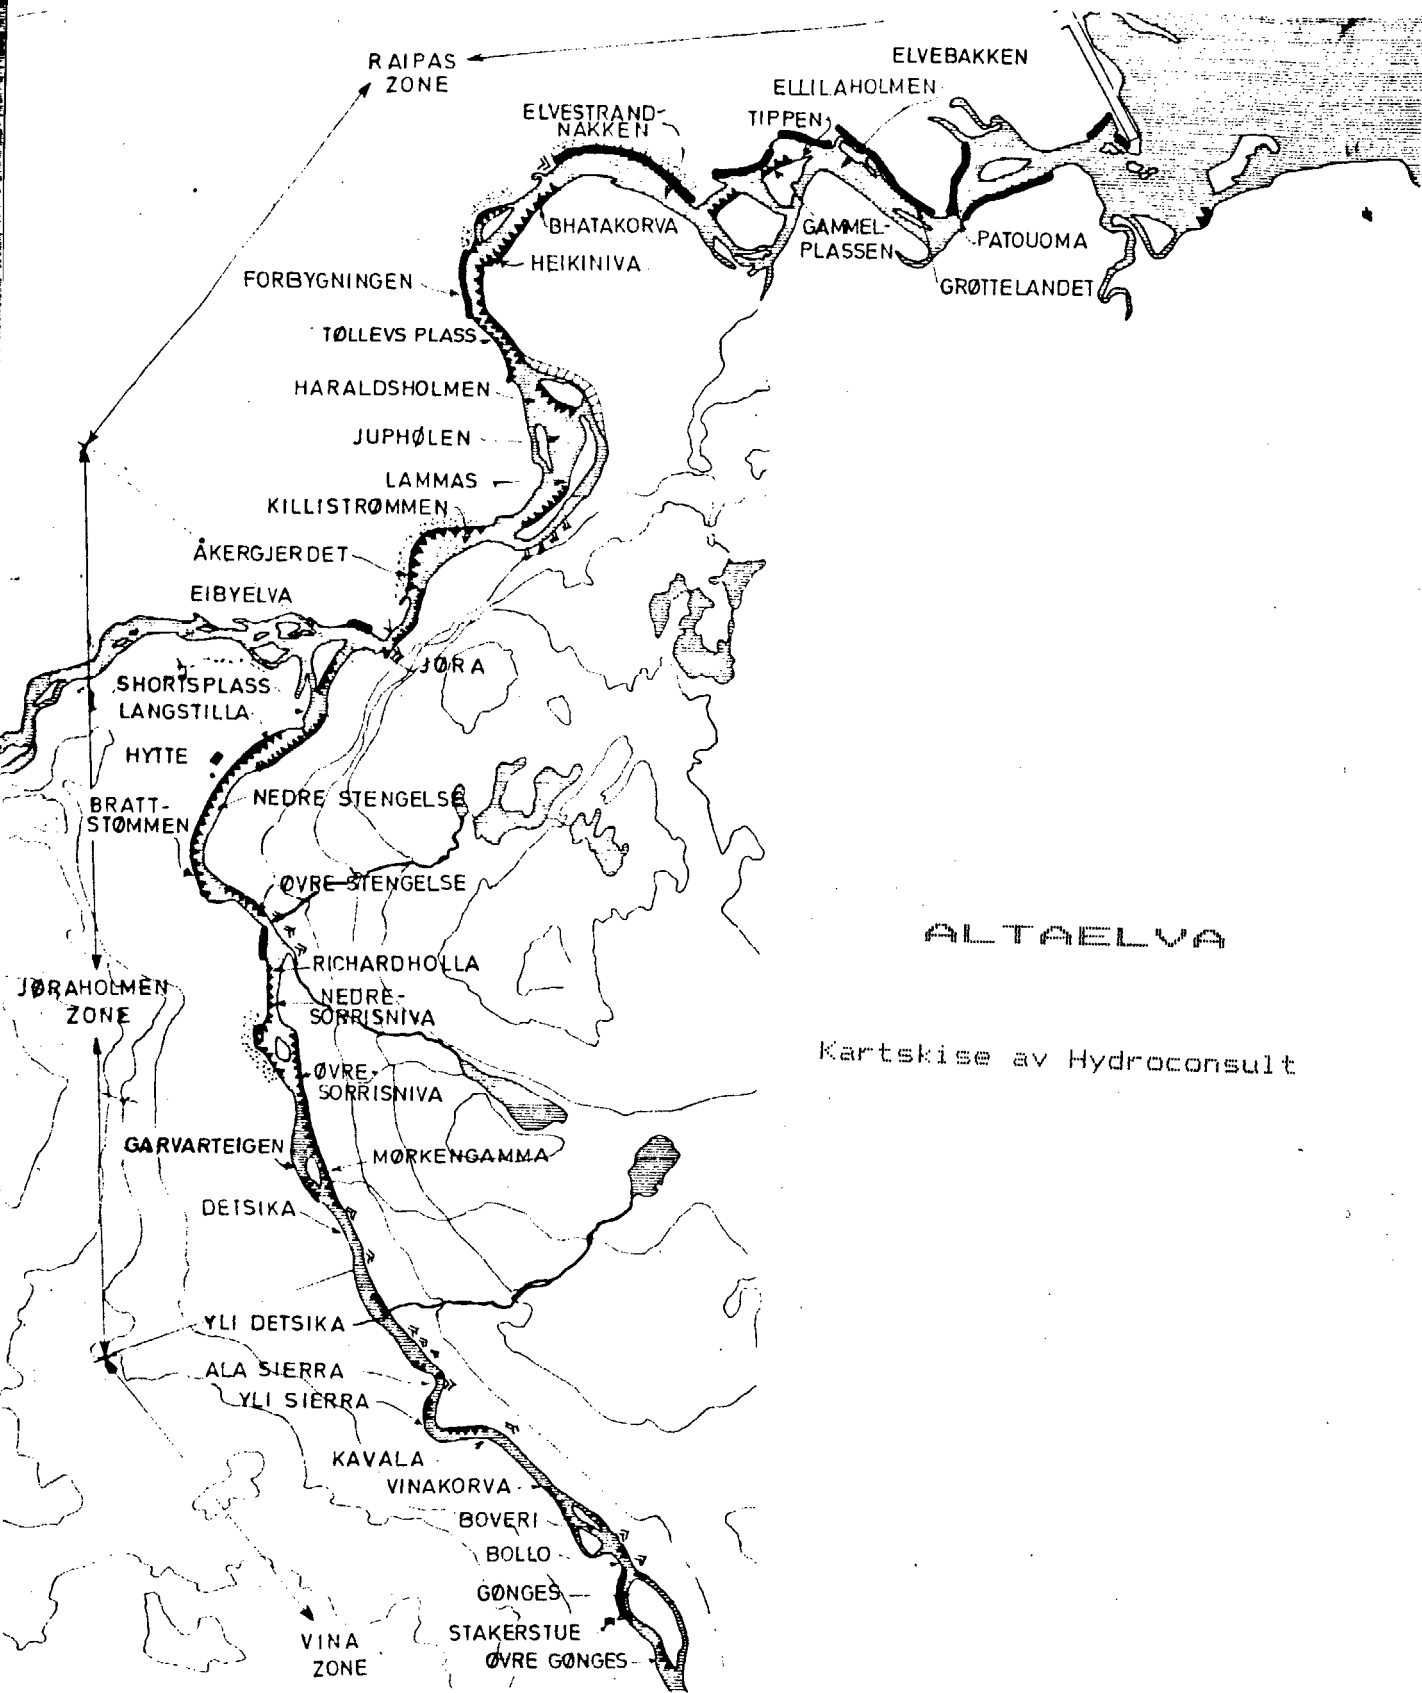 RAIPAS
ZONE
ELVEBAKKEN
ELLILAHOLMEN
TIPPEN
ELVESTRAND-
NAKKEN
BHATAKORVA
GAMMEL-
PLASSEN
PATOUOMA
HEIKINIVA
FORBYGNINGEN
GRØTTELANDET
TØLLEVS PLASS
HARALDSHOLMEN
JUPHØLEN
LAMMAS
KILLISTRØMMEN
ÅKERGJERDET
EIBYELVA
JØRA
SHORTSPLASS
LANGSTILLA
HYTTE
NEDRE STENGELSE
BRATT-
STØMMEN
ØVRE STENGELSE
ALTAELVA
RICHARDHOLLA
JØRAHOLMEN
ZONE
NEDRE-
SORRISNIVA
Kartskise av Hydroconsult
ØVRE-
SORRISNIVA
GARVARTEIGEN
MØRKENGAMMA
DETSIKA
YLI DETSIKA
ALA SIERRA
YLI SIERRA
KAVALA
VINAKORVA
BOVERI
BOLLO
GØNGES
STAKERSTUE
ØVRE GØNGES
VINA
ZONE